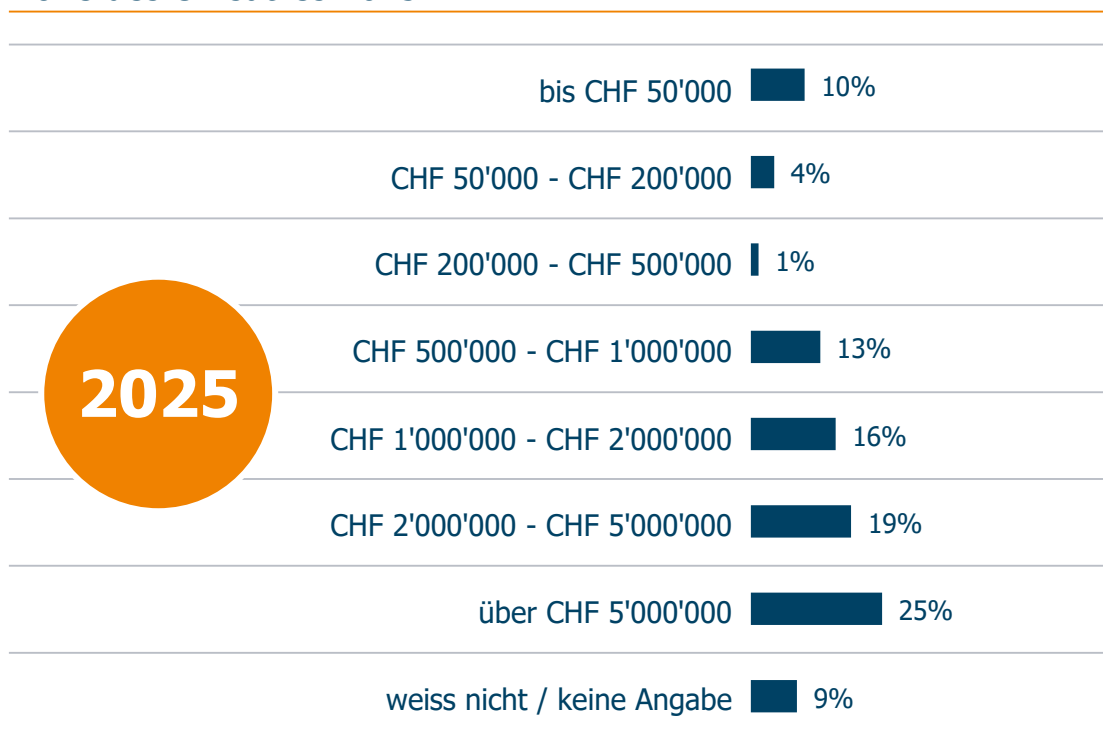 bis CHF 50'000 10%
CHF 50'000 - CHF 200'000 4%
CHF 200'000 - CHF 500'000 1%
CHF 500'000 - CHF 1'000'000 13%
2025
CHF 1'000'000 - CHF 2'000'000 16%
CHF 2'000'000 - CHF 5'000'000 19%
über CHF 5'000'000 25%
weiss nicht / keine Angabe 9%